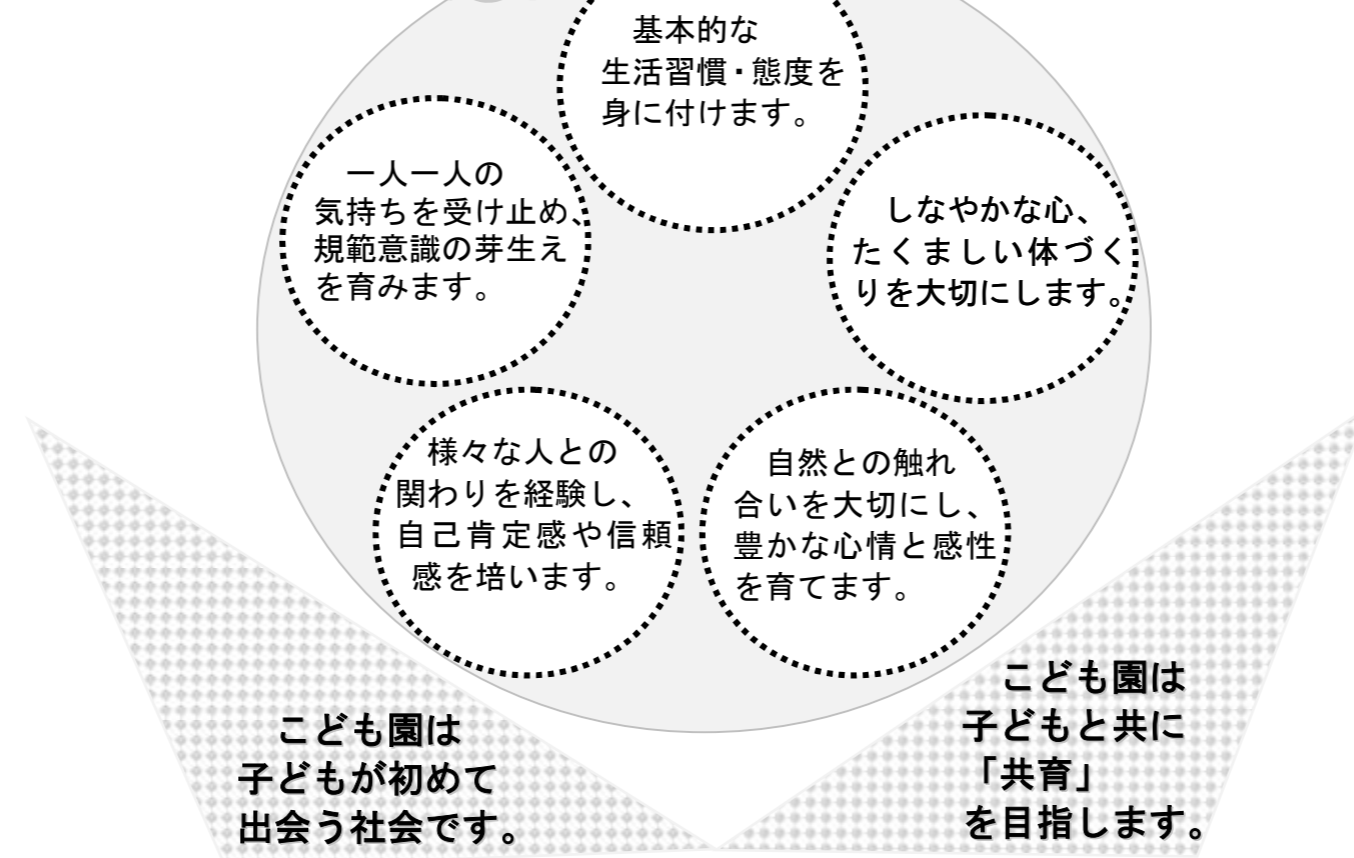 基本的な
生活習慣・態度を
身に付けます。
一人一人の
気持ちを受け止め、
規範意識の芽生え
を育みます。
しなやかな心、
たくましい体づく
りを大切にします。
様々な人との
関わりを経験し、
自己肯定感や信頼
感を培います。
自然との触れ
合いを大切にし、
豊かな心情と感性
を育てます。
こども園は
子どもが初めて
出会う社会です。
こども園は
子どもと共に
「共育」
を目指します。